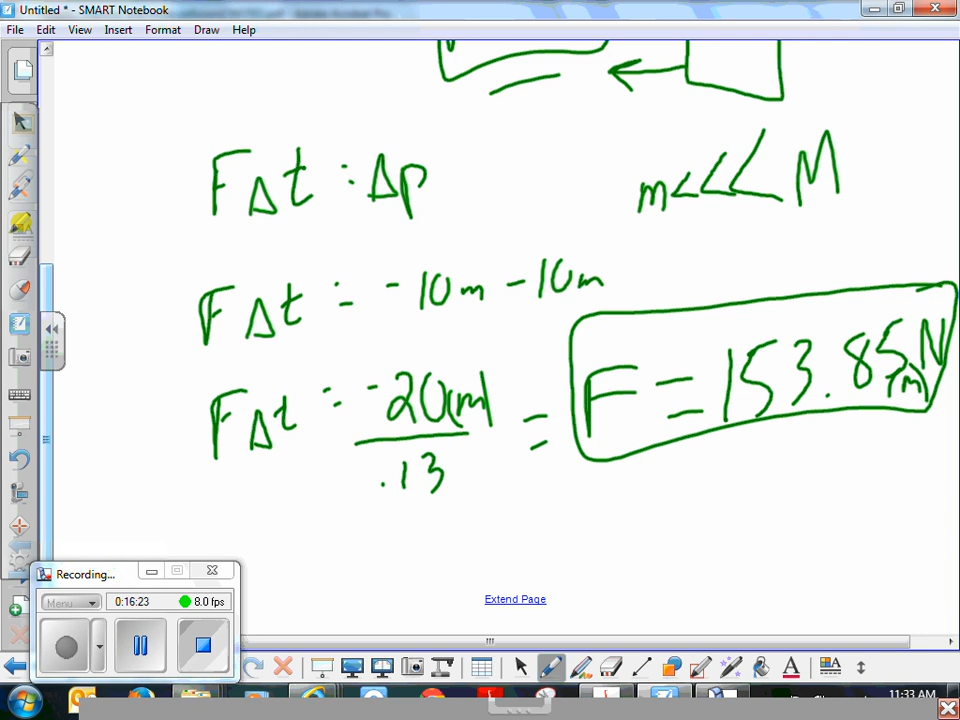 Untitled * - SMART Notebook
File Edit View Insert Format Draw Help
FΔt = Δp
m <<< M
FΔt = -10m - 10m
FΔt = -20(m)
.13
= F = 153.85 N
(m)
Recording...
Menu
0:16:23
8.0 fps
Extend Page
11:33 AM